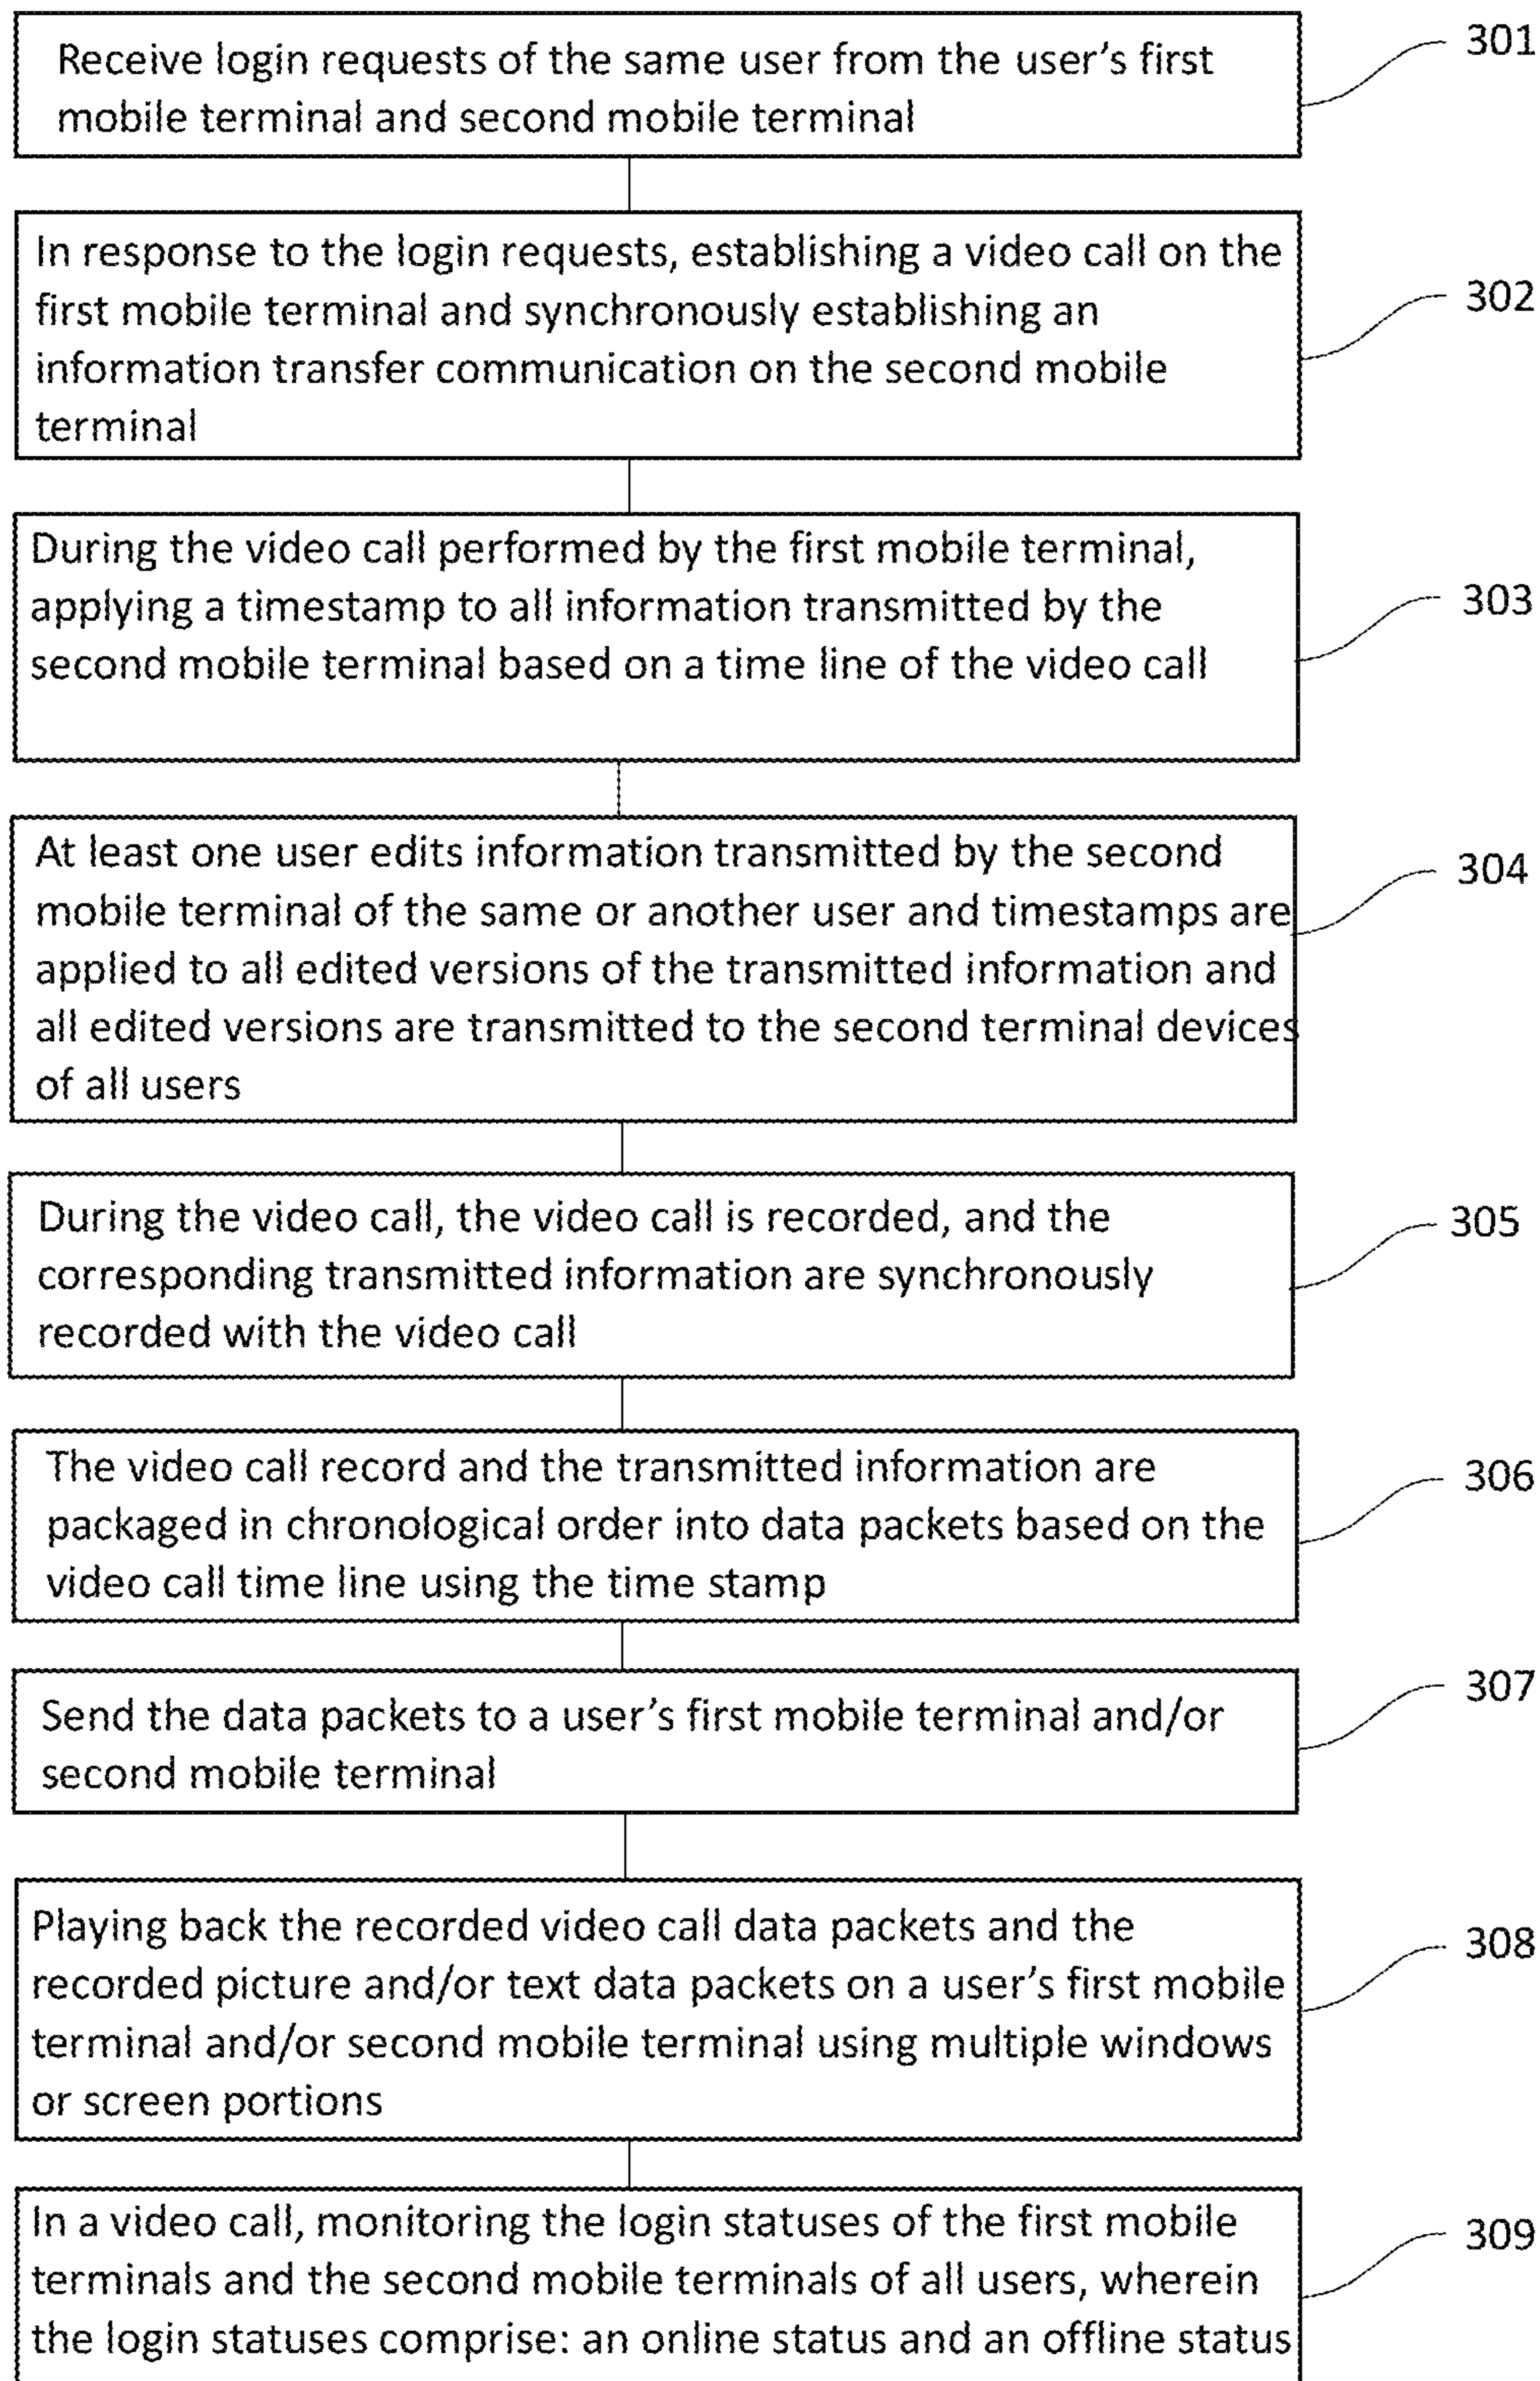 Receive login requests of the same user from the user's first
mobile terminal and second mobile terminal
301
In response to the login requests, establishing a video call on the
first mobile terminal and synchronously establishing an
information transfer communication on the second mobile
terminal
302
During the video call performed by the first mobile terminal,
applying a timestamp to all information transmitted by the
second mobile terminal based on a time line of the video call
303
At least one user edits information transmitted by the second
mobile terminal of the same or another user and timestamps are
applied to all edited versions of the transmitted information and
all edited versions are transmitted to the second terminal devices
of all users
304
During the video call, the video call is recorded, and the
corresponding transmitted information are synchronously
recorded with the video call
305
The video call record and the transmitted information are
packaged in chronological order into data packets based on the
video call time line using the time stamp
306
Send the data packets to a user's first mobile terminal and/or
second mobile terminal
307
Playing back the recorded video call data packets and the
recorded picture and/or text data packets on a user's first mobile
terminal and/or second mobile terminal using multiple windows
or screen portions
308
In a video call, monitoring the login statuses of the first mobile
terminals and the second mobile terminals of all users, wherein
the login statuses comprise: an online status and an offline status
309